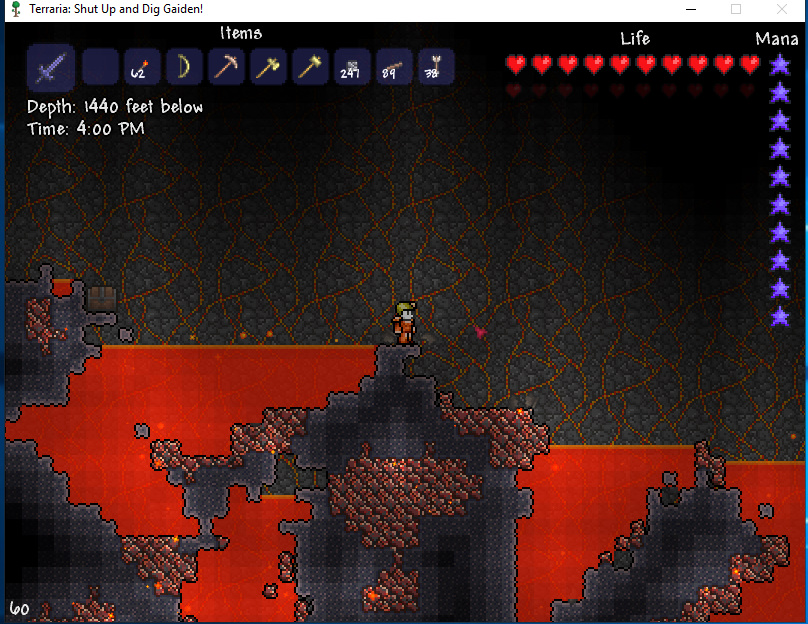 Terraria: Shut Up and Dig Gaiden!
Items
Life
Mana
62
247
89
38
Depth: 1440 feet below
Time: 4:00 PM
60